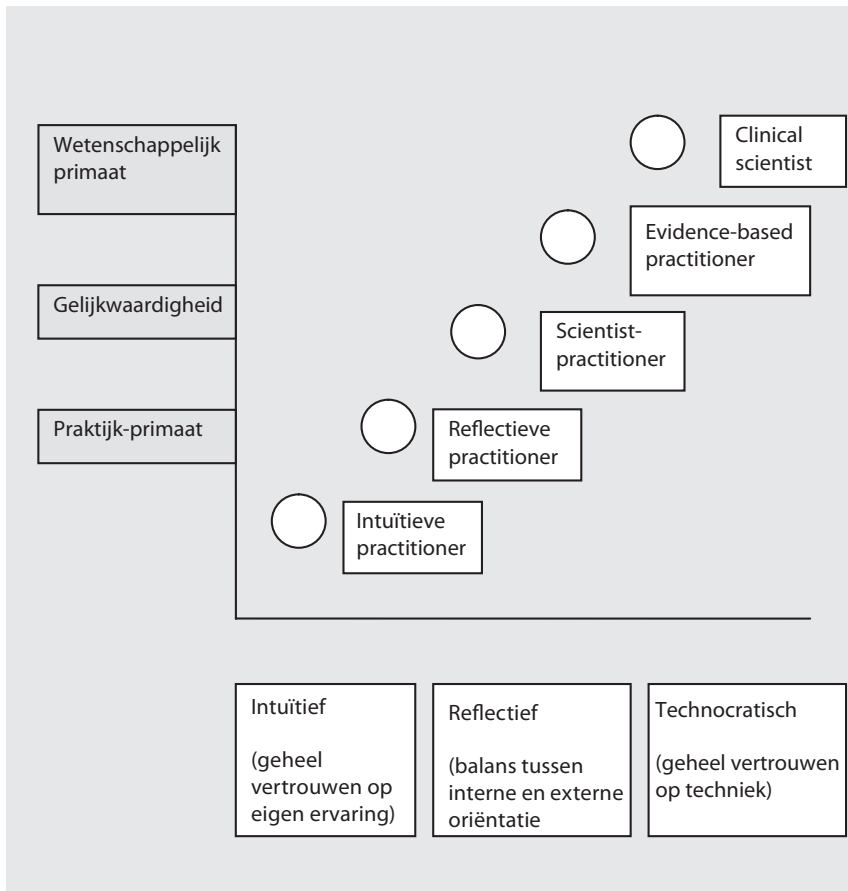 Wetenschappelijk
primaat
Gelijkwaardigheid
Praktijk-primaat
Clinical
scientist
Evidence-based
practitioner
Scientist-
practitioner
Reflectieve
practitioner
Intuïtieve
practitioner
Intuïtief
(geheel
vertrouwen op
eigen ervaring)
Reflectief
(balans tussen
interne en externe
oriëntatie
Technocratisch
(geheel vertrouwen
op techniek)